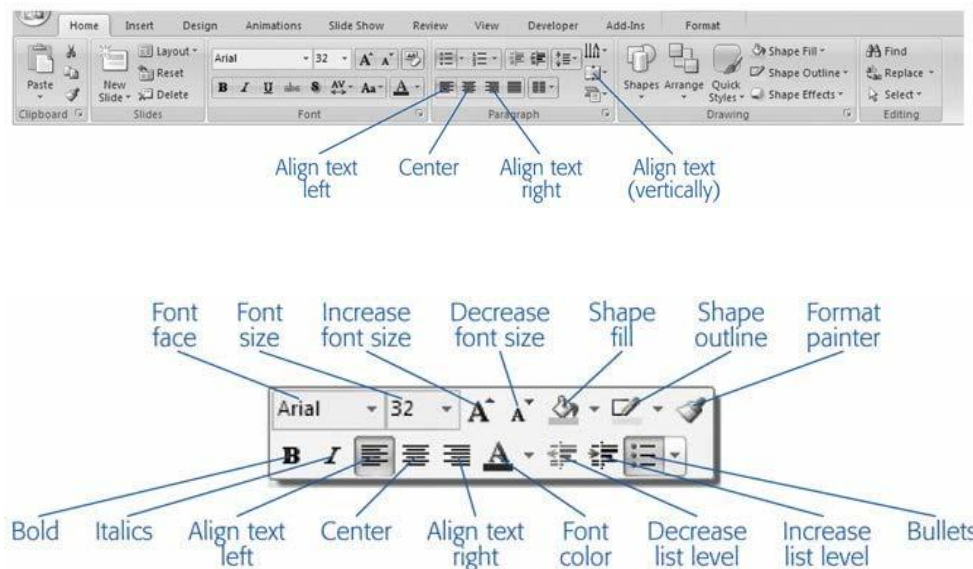 Home Insert Design Animations Slide Show Review View Developer Add-Ins Format
Paste
New
Slide
Layout
Reset
Delete
Arial 32 A A
B I U abc S AV Aa A
Shapes Arrange Quick
Styles
Shape Fill
Shape Outline
Shape Effects
Find
Replace
Select
Clipboard Slides Font Paragraph Drawing Editing
Align text
left
Center
Align text
right
Align text
(vertically)
Font
face
Font
size
Increase
font size
Decrease
font size
Shape
fill
Shape
outline
Format
painter
Arial 32 A A
B I A
Bold
Italics
Align text
left
Center
Align text
right
Font
color
Decrease
list level
Increase
list level
Bullets